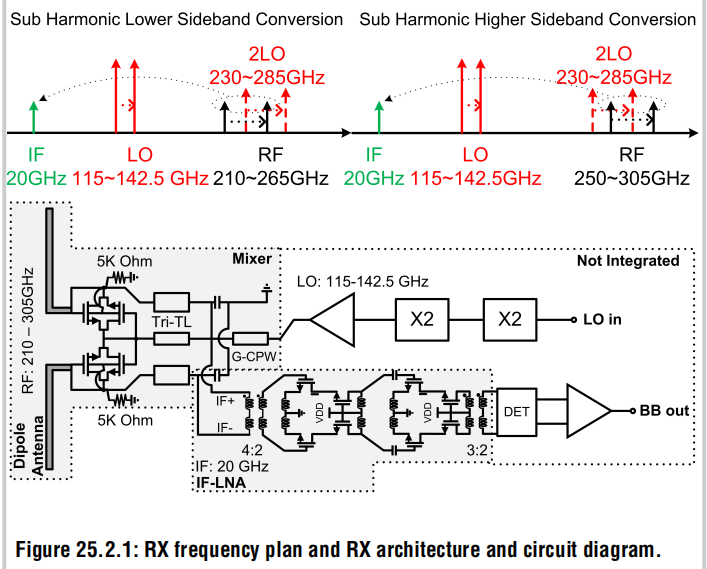 Sub Harmonic Lower Sideband Conversion
Sub Harmonic Higher Sideband Conversion
2LO
230~285GHz
2LO
230~285GHz
IF
LO
RF
IF
LO
RF
20GHz
115~142.5 GHz
210~265GHz
20GHz
115~142.5GHz
250~305GHz
5K Ohm
Mixer
Not Integrated
LO: 115-142.5 GHz
RF: 210 – 305GHz
X2
X2
LO in
Tri-TL
G-CPW
IF+
IF-
VDD
VDD
DET
BB out
5K Ohm
4:2
3:2
Dipole
Antenna
IF: 20 GHz
IF-LNA
Figure 25.2.1: RX frequency plan and RX architecture and circuit diagram.